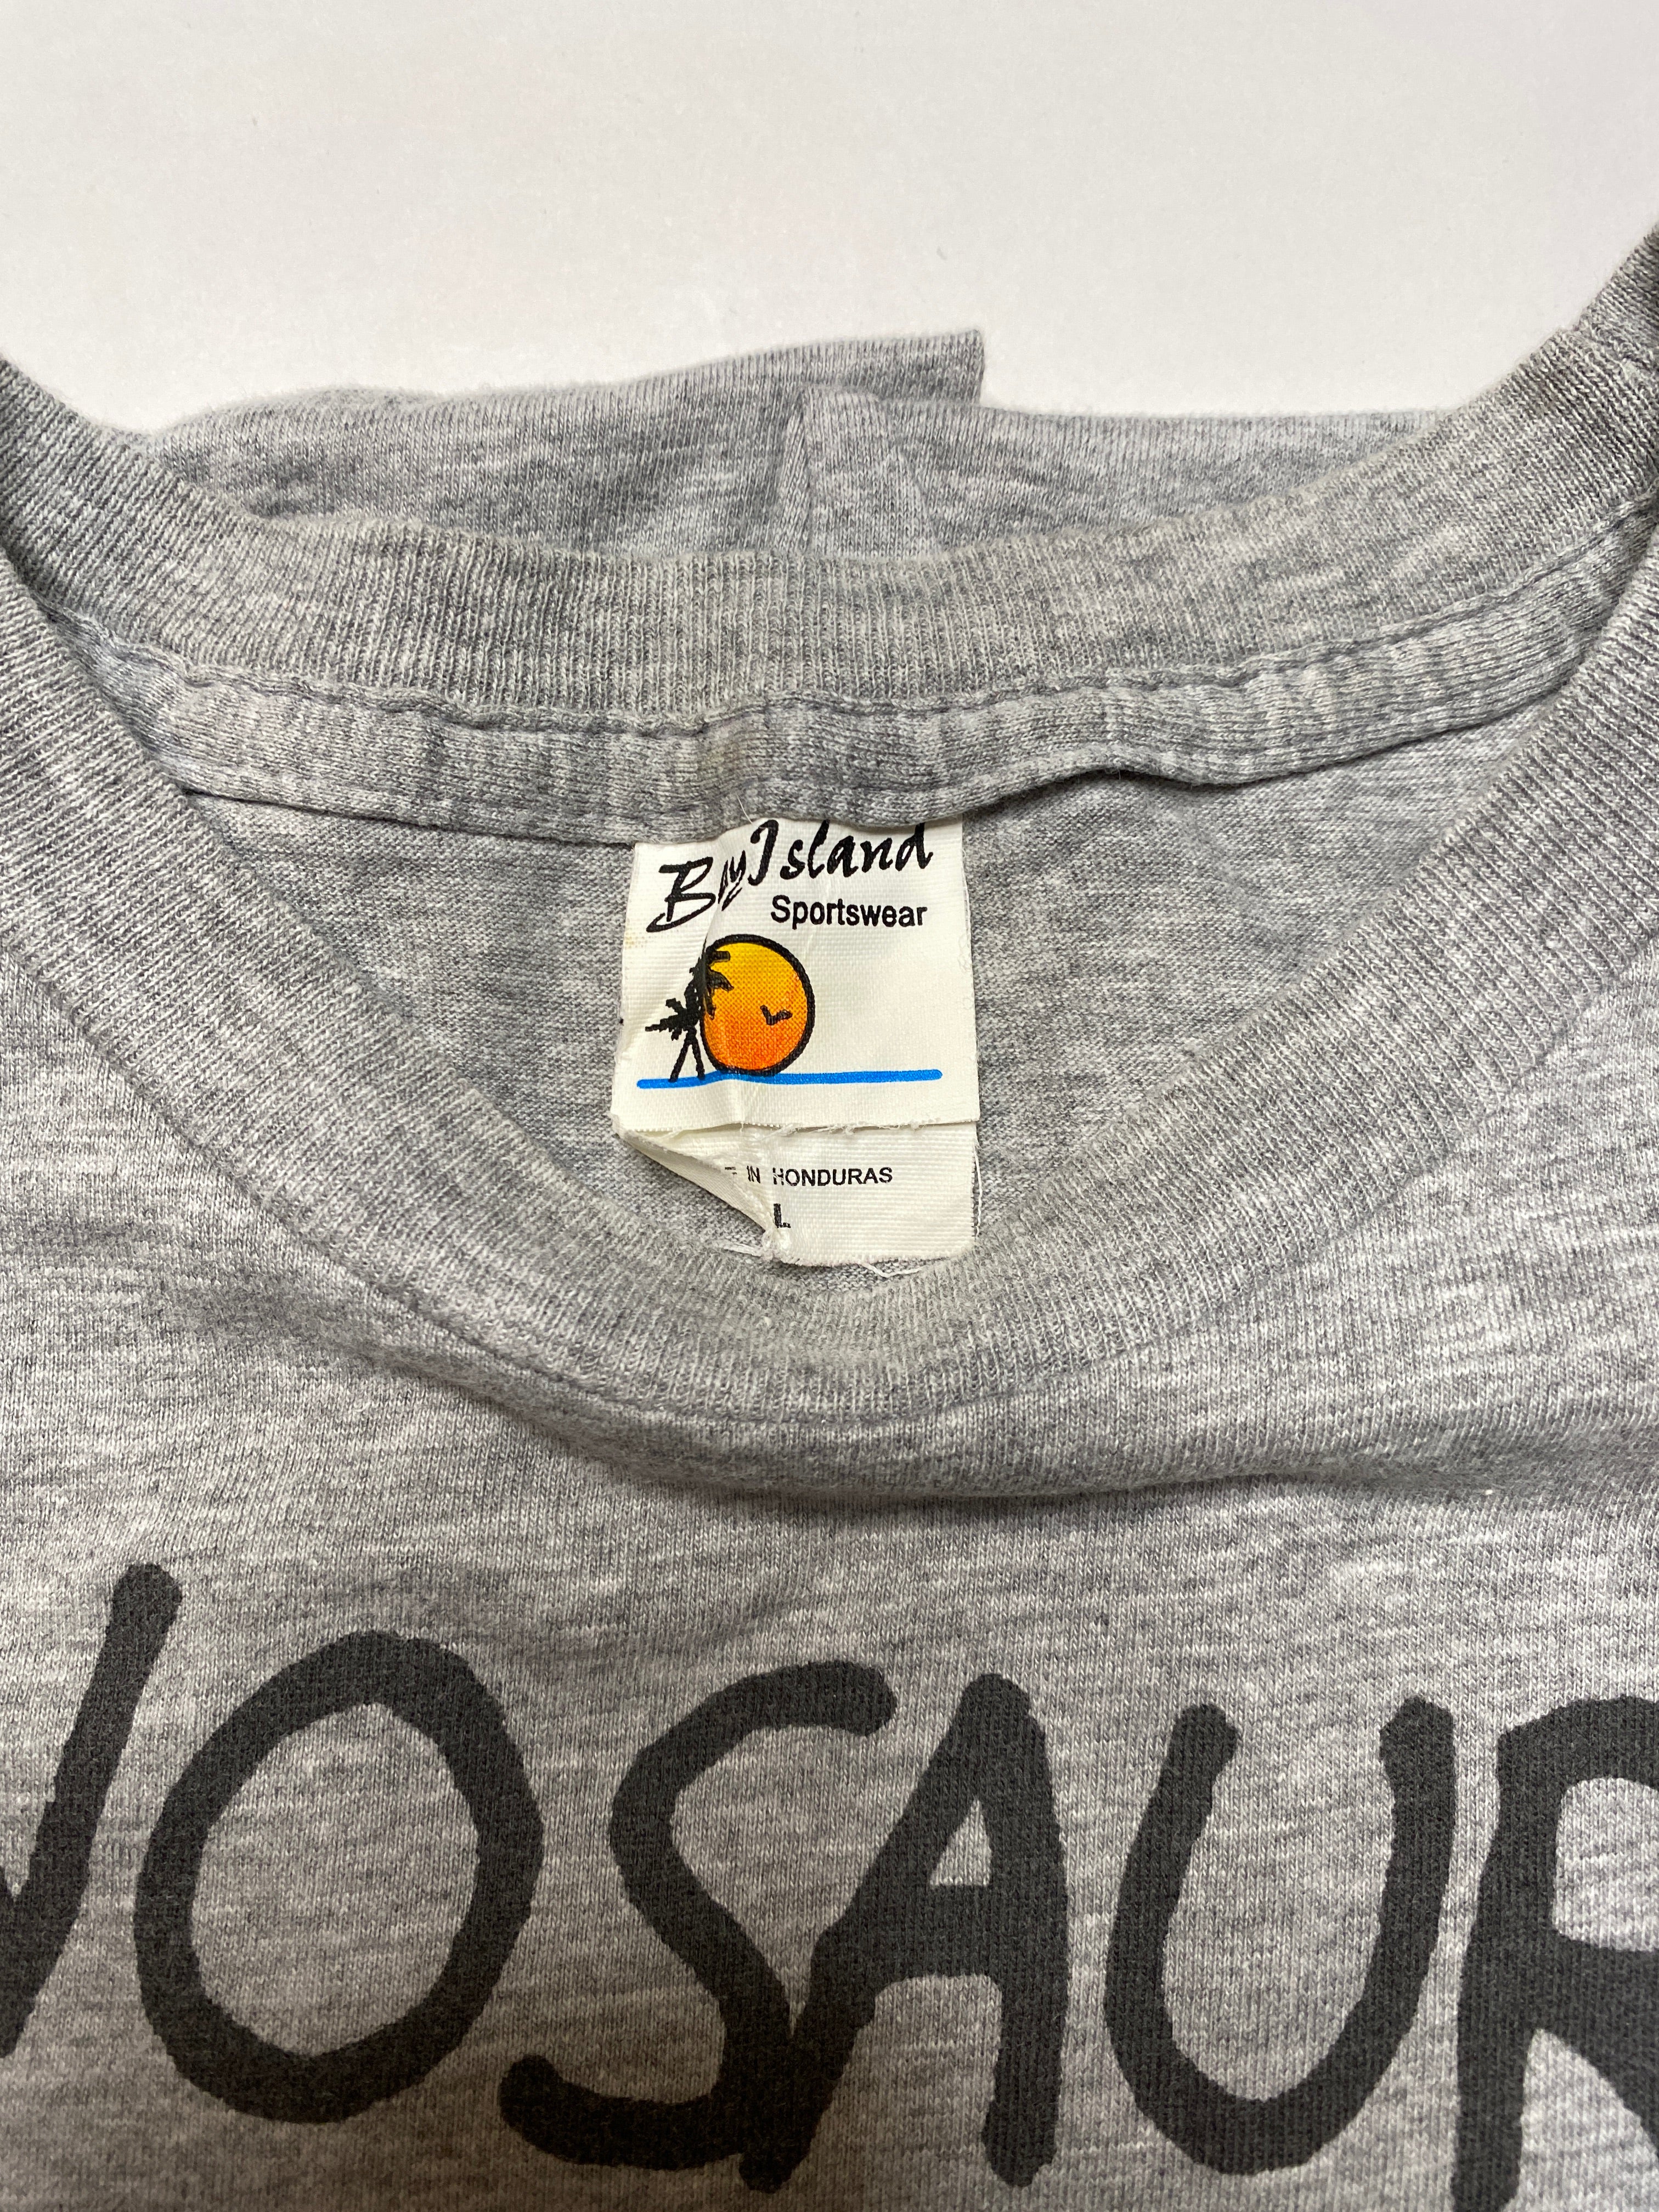 Bay Island
Sportswear
IN HONDURAS
L
NOSAUR